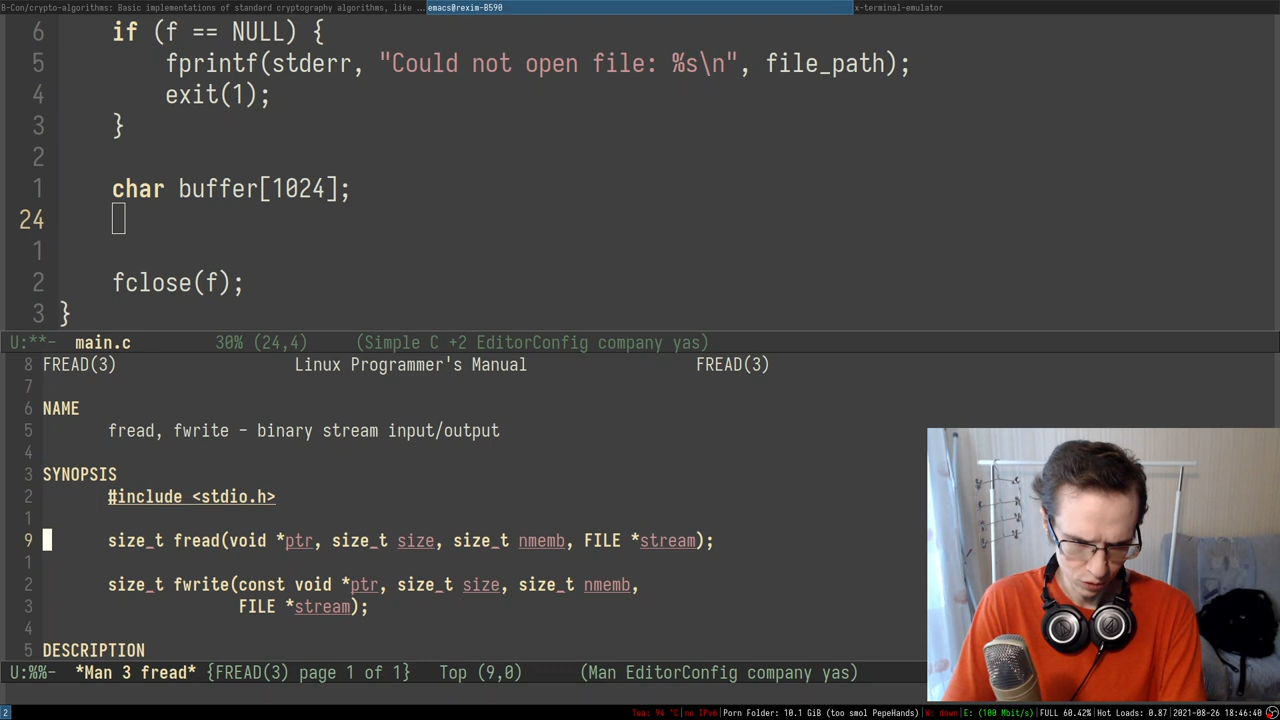 B-Con/crypto-algorithms: Basic implementations of standard cryptography algorithms, like ... emacs@rexim-B590 x-terminal-emulator
6 if (f == NULL) {
5 fprintf(stderr, "Could not open file: %s\n", file_path);
4 exit(1);
3 }
2
1 char buffer[1024];
24
1
2 fclose(f);
3 }
U:**- main.c 30% (24,4) (Simple C +2 EditorConfig company yas)
8 FREAD(3) Linux Programmer's Manual FREAD(3)
7
6 NAME
5 fread, fwrite - binary stream input/output
4
3 SYNOPSIS
2 #include <stdio.h>
1
9 size_t fread(void *ptr, size_t size, size_t nmemb, FILE *stream);
1
2 size_t fwrite(const void *ptr, size_t size, size_t nmemb,
3 FILE *stream);
4
5 DESCRIPTION
U:%%- *Man 3 fread* {FREAD(3) page 1 of 1} Top (9,0) (Man EditorConfig company yas)
2 Tea: 94 °C|no IPv6|Porn Folder: 10.1 GiB (too smol PepeHands)|W: down|E: (100 Mbit/s)|FULL 60.42%|Hot Loads: 0.87|2021-08-26 18:46:40